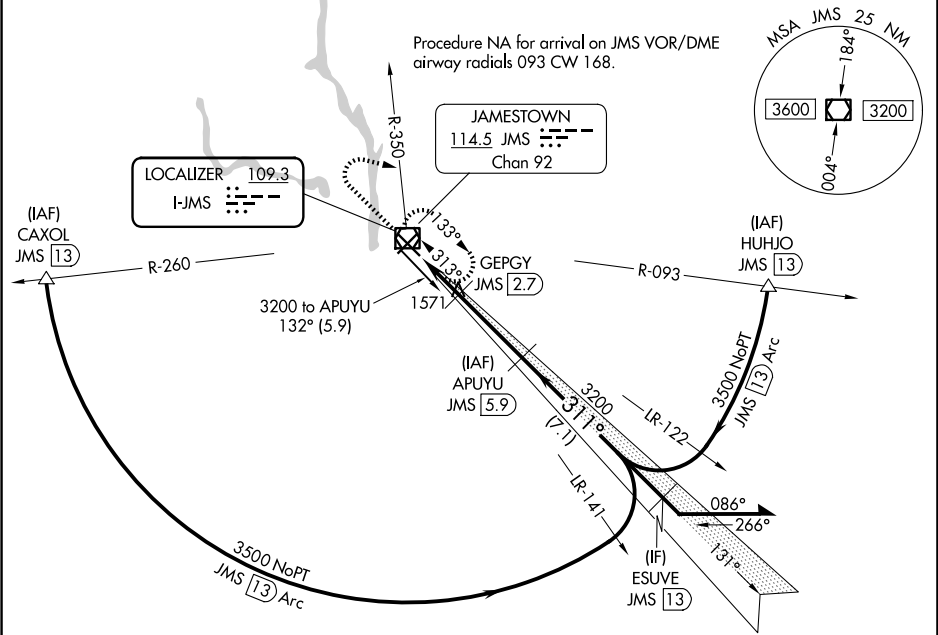 Procedure NA for arrival on JMS VOR/DME
airway radials 093 CW 168.
MSA JMS 25 NM
184°
3600
3200
004°
R-350
JAMESTOWN
114.5 JMS
Chan 92
LOCALIZER 109.3
I-JMS
(IAF)
CAXOL
JMS 13
R-260
133°
313°
GEPGY
JMS 2.7
1571
3200 to APUYU
132° (5.9)
R-093
(IAF)
HUHJO
JMS 13
(IAF)
APUYU
JMS 5.9
3200
311°
(7.1)
3500 NoPT
JMS 13 Arc
LR-122
LR-141
086°
266°
131°
(IF)
ESUVE
JMS 13
3500 NoPT
JMS 13 Arc